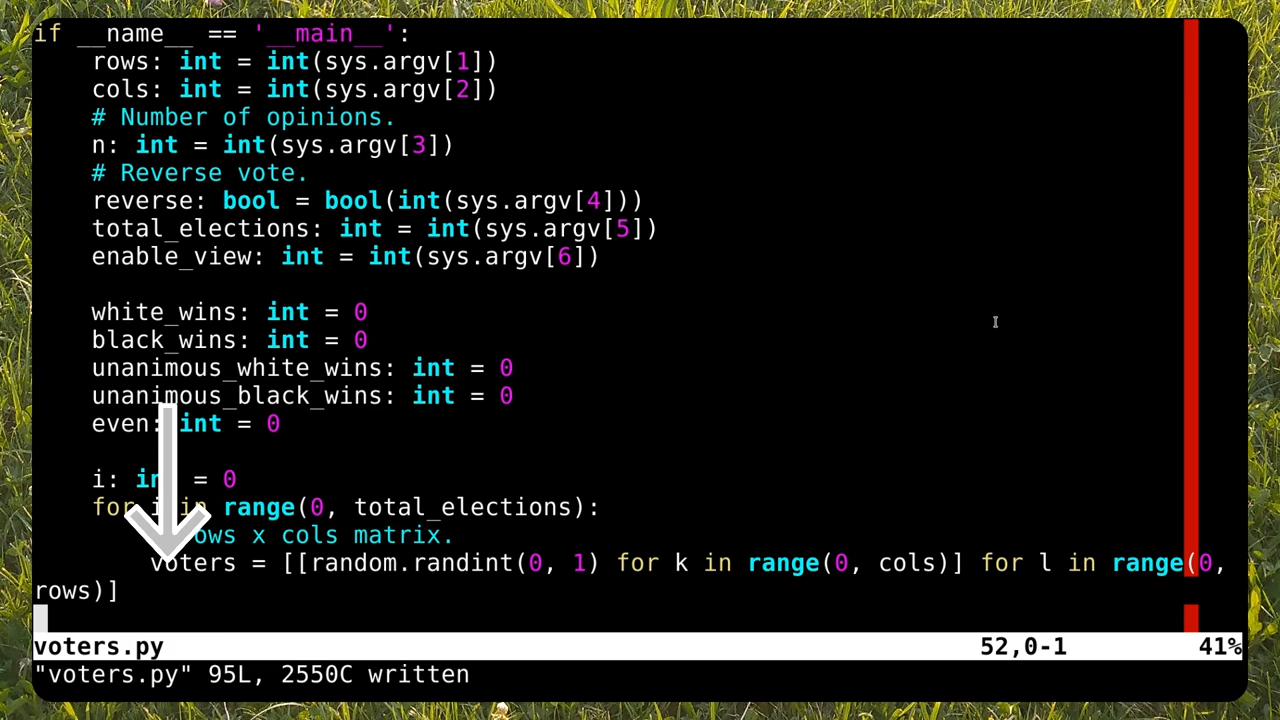 if __name__ == '__main__':
rows: int = int(sys.argv[1])
cols: int = int(sys.argv[2])
# Number of opinions.
n: int = int(sys.argv[3])
# Reverse vote.
reverse: bool = bool(int(sys.argv[4]))
total_elections: int = int(sys.argv[5])
enable_view: int = int(sys.argv[6])
white_wins: int = 0
black_wins: int = 0
unanimous_white_wins: int = 0
unanimous_black_wins: int = 0
even: int = 0
i: int = 0
for i in range(0, total_elections):
rows x cols matrix.
voters = [[random.randint(0, 1) for k in range(0, cols)] for l in range(0,
rows)]
voters.py 52,0-1 41%
"voters.py" 95L, 2550C written